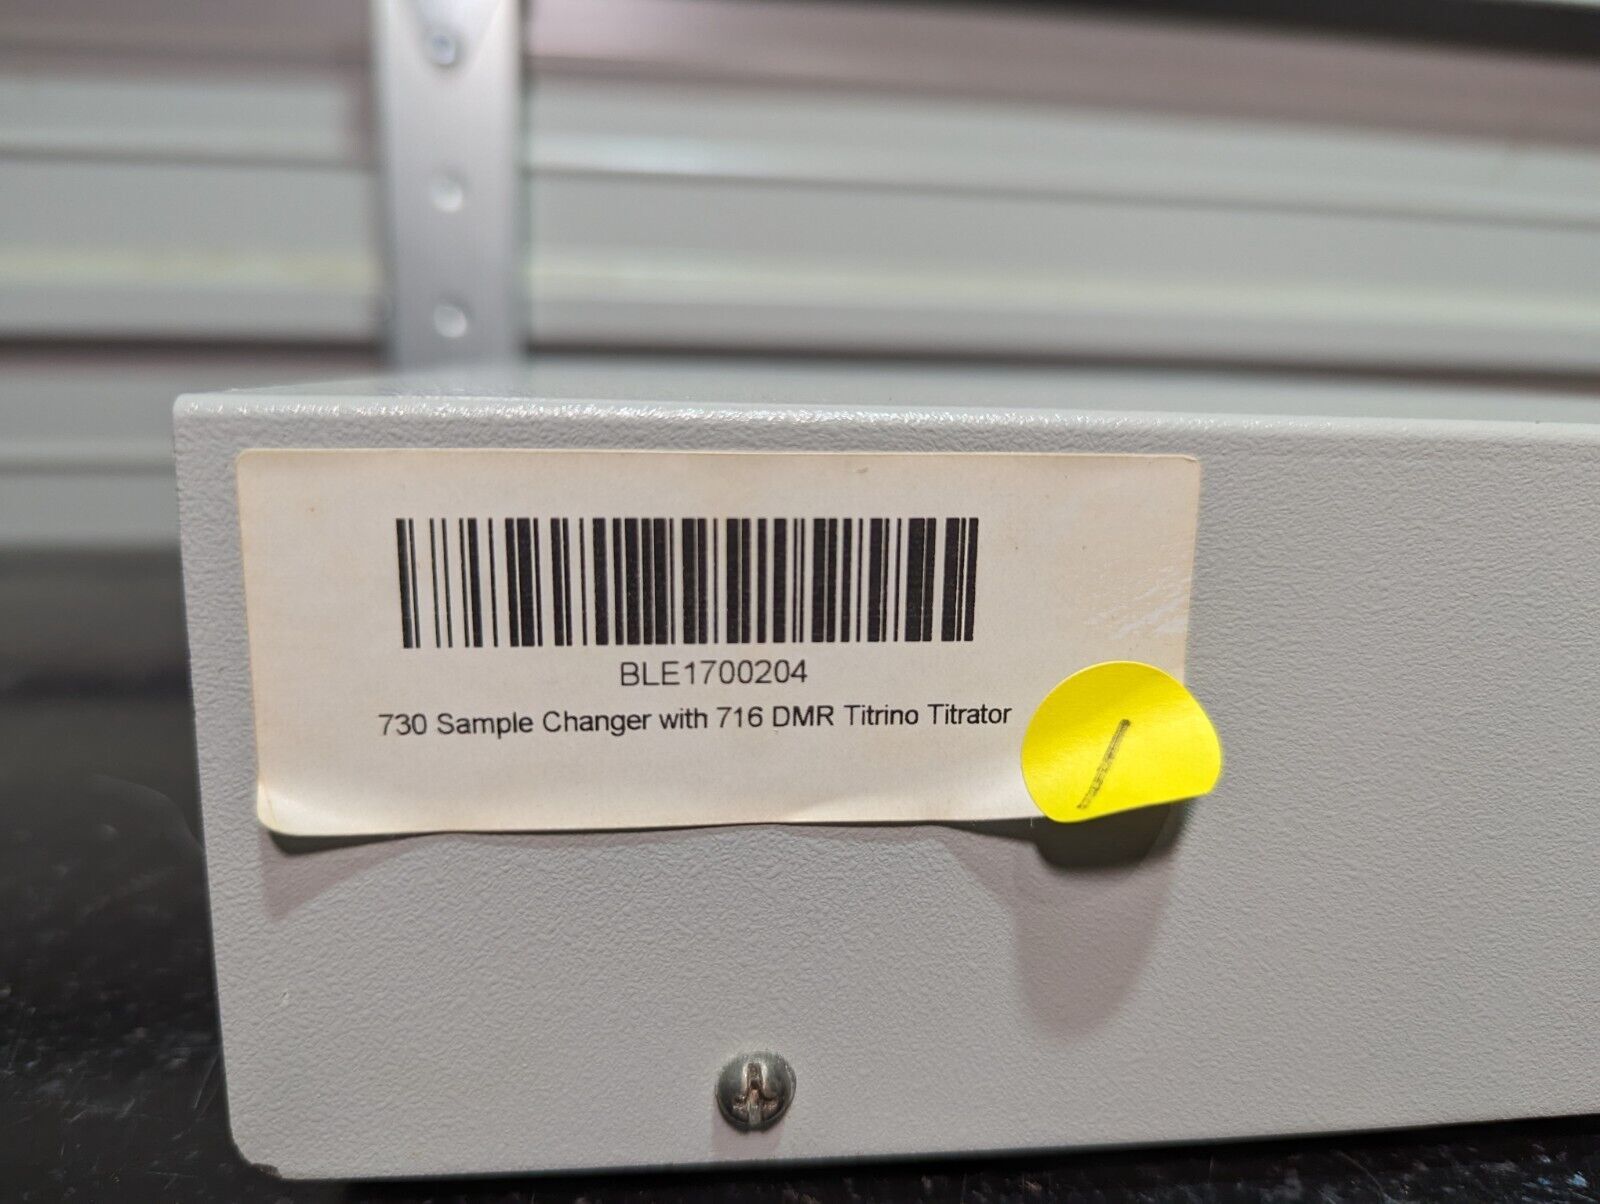 BLE1700204
730 Sample Changer with 716 DMR Titrino Titrator